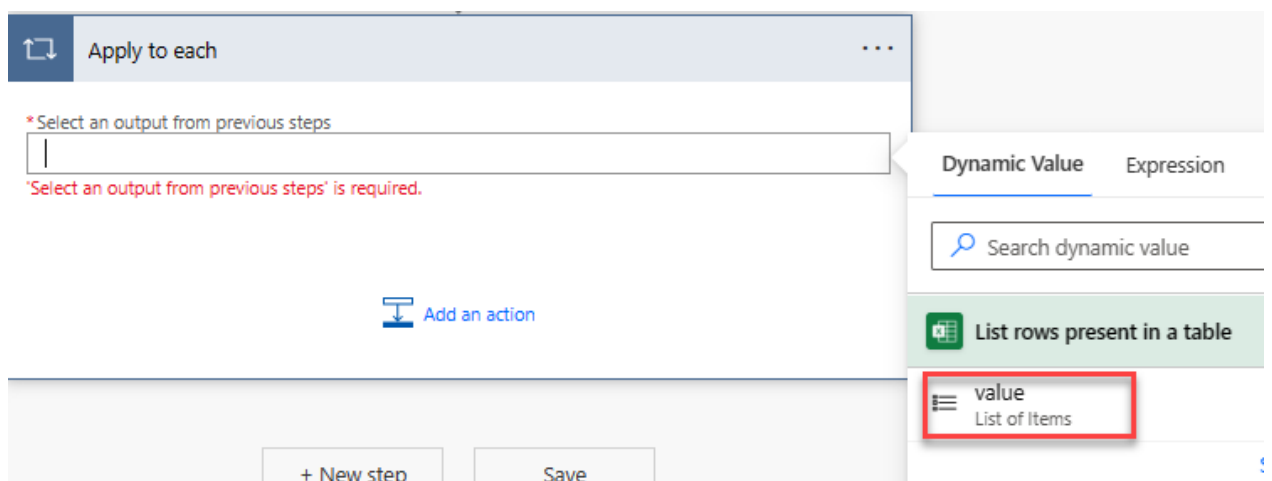 Apply to each
...
* Select an output from previous steps
'Select an output from previous steps' is required.
Add an action
+ New step
Save
Dynamic Value
Expression
Search dynamic value
List rows present in a table
value
List of Items